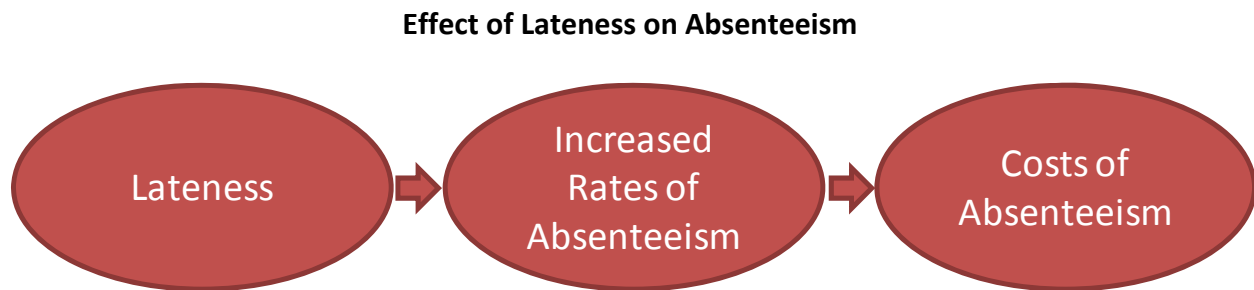 Effect of Lateness on Absenteeism
Lateness
Increased
Rates of
Absenteeism
Costs of
Absenteeism